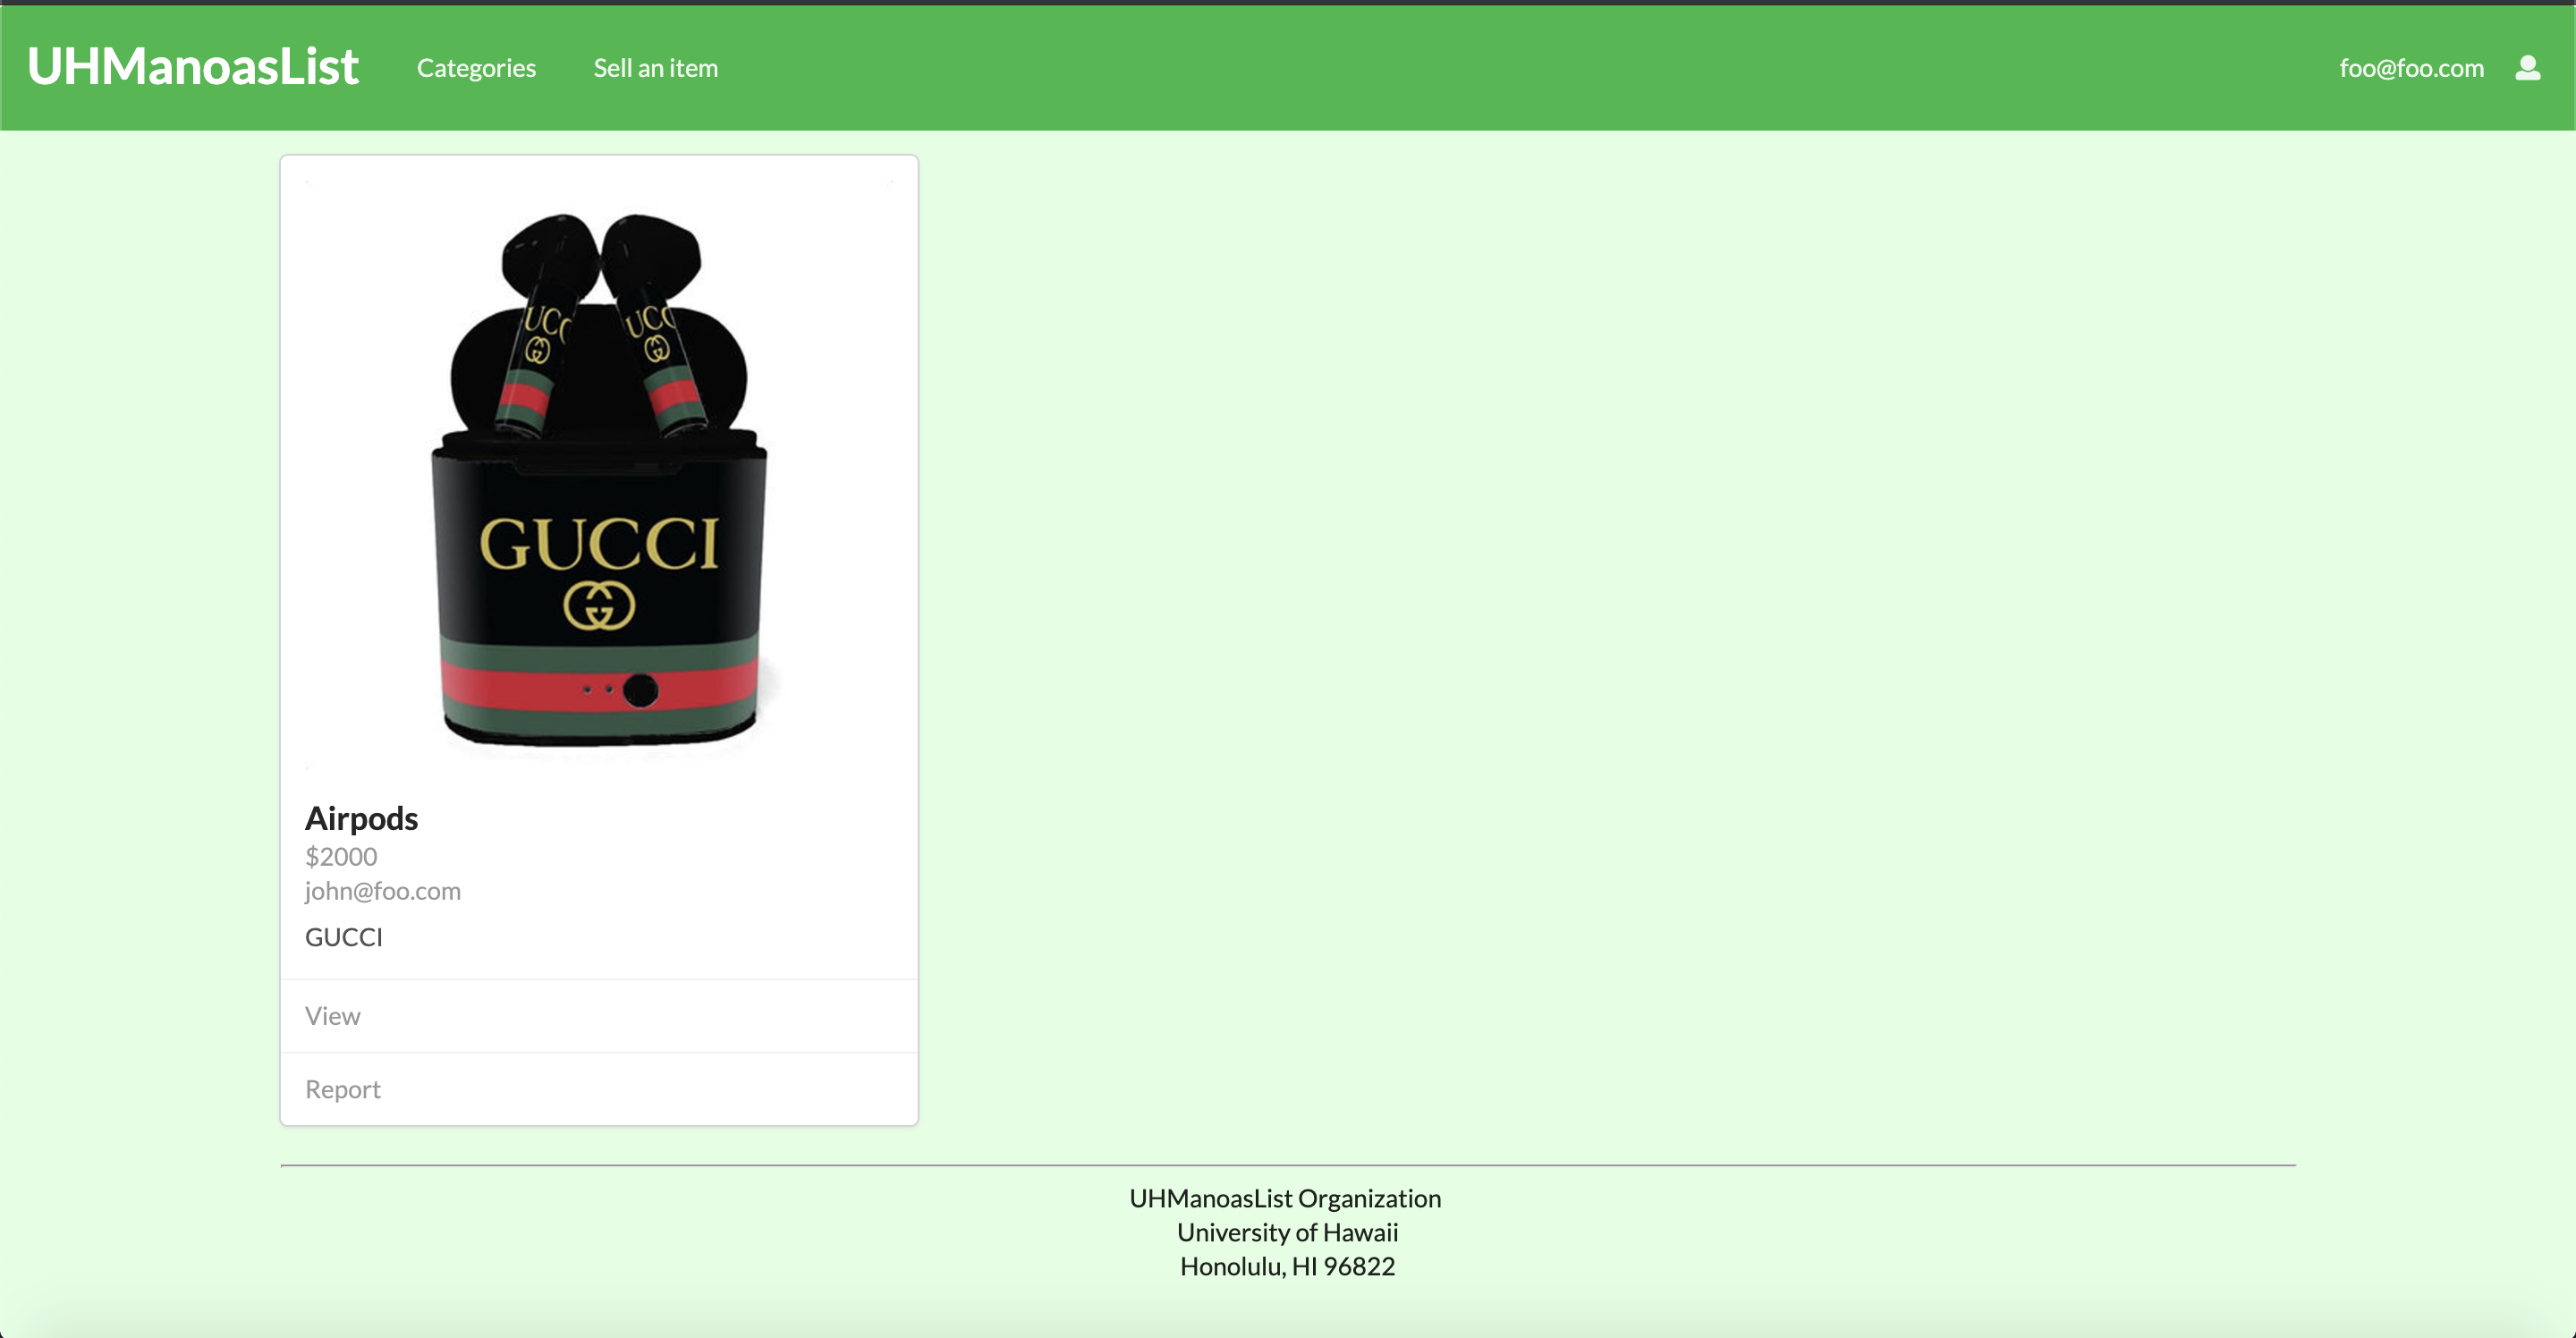 UHManoasList Categories Sell an item foo@foo.com
UCC UCC
GUCCI
Airpods
$2000
john@foo.com
GUCCI
View
Report
UHManoasList Organization
University of Hawaii
Honolulu, HI 96822